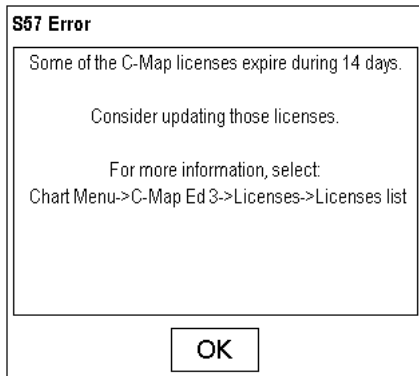 S57 Error
Some of the C-Map licenses expire during 14 days.
Consider updating those licenses.
For more information, select:
Chart Menu->C-Map Ed 3->Licenses->Licenses list
OK